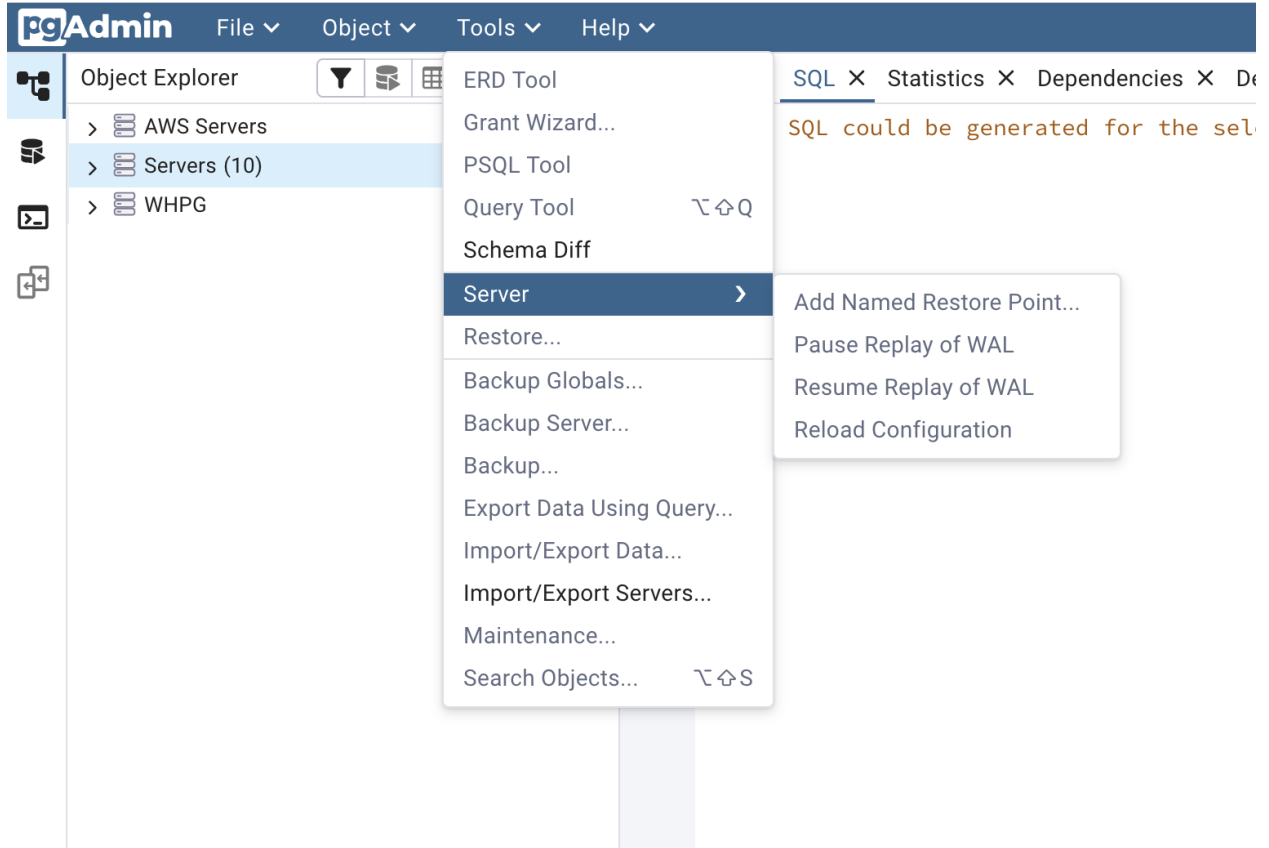 pgAdmin File Object Tools Help
Object Explorer
AWS Servers
Servers (10)
WHPG
ERD Tool
Grant Wizard...
PSQL Tool
Query Tool ⌥⇧Q
Schema Diff
Server
Restore...
Backup Globals...
Backup Server...
Backup...
Export Data Using Query...
Import/Export Data...
Import/Export Servers...
Maintenance...
Search Objects... ⌥⇧S
Add Named Restore Point...
Pause Replay of WAL
Resume Replay of WAL
Reload Configuration
SQL Statistics Dependencies
SQL could be generated for the